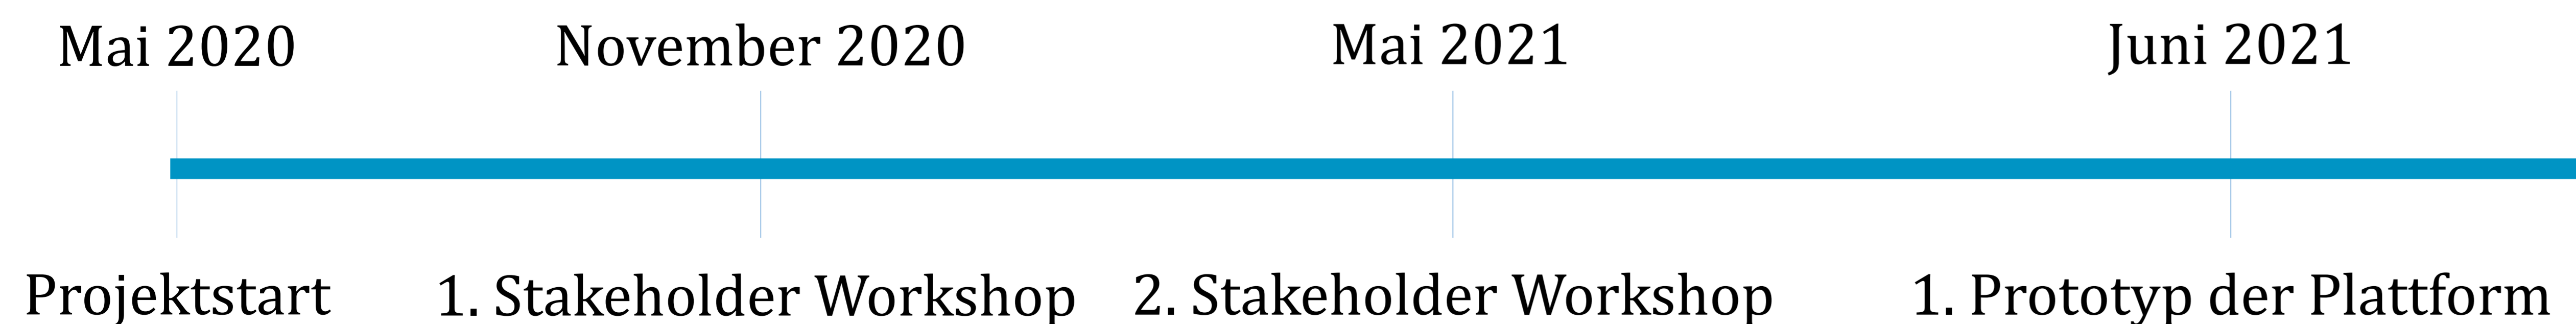 Mai 2020 November 2020 Mai 2021 Juni 2021
Projektstart 1. Stakeholder Workshop 2. Stakeholder Workshop 1. Prototyp der Plattform